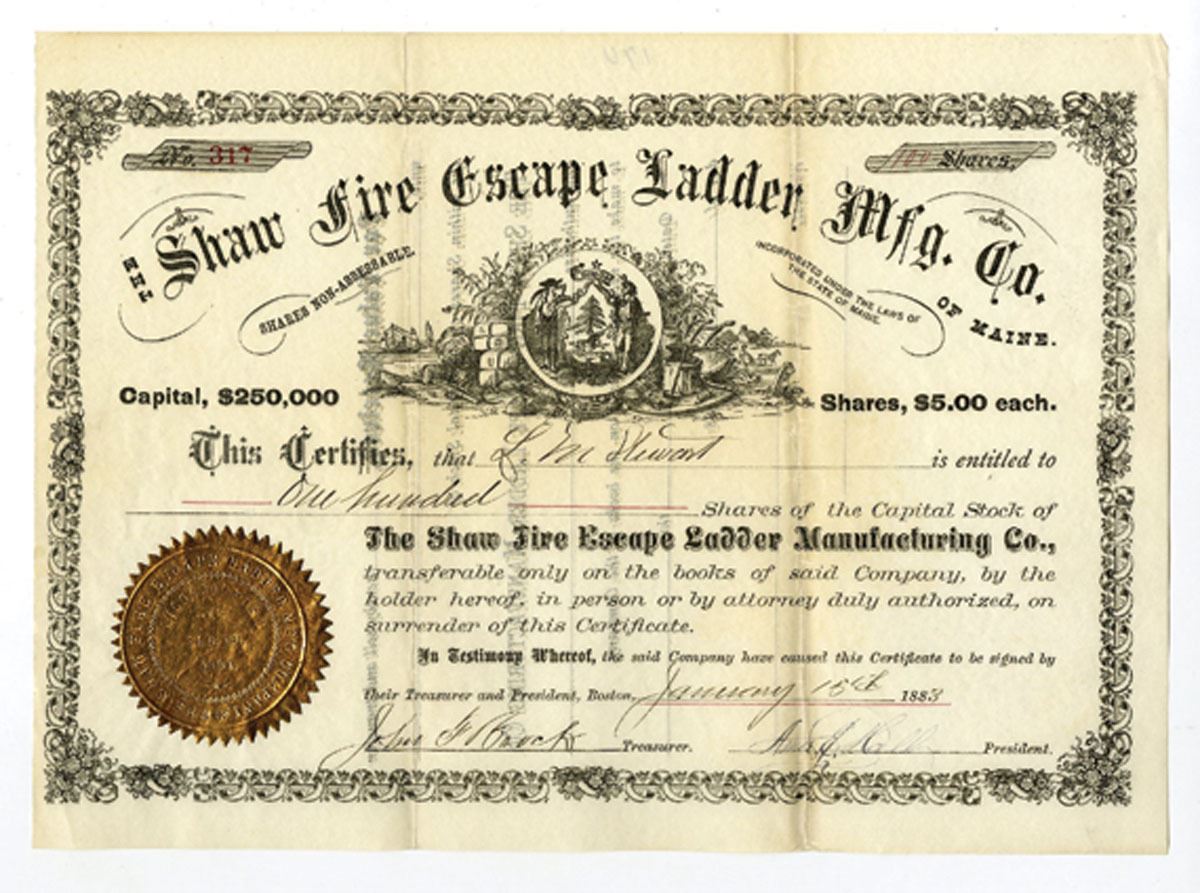 174
No. 317
100 Shares.
THE Shaw Fire Escape Ladder Mfg. Co.
OF MAINE.
SHARES NON-ASSESSABLE.
INCORPORATED UNDER THE LAWS OF
THE STATE OF MAINE.
Capital, $250,000
Shares, $5.00 each.
This Certifies, that L M Stewart is entitled to
One hundred Shares of the Capital Stock of
The Shaw Fire Escape Ladder Manufacturing Co.,
transferable only on the books of said Company, by the
holder hereof, in person or by attorney duly authorized, on
surrender of this Certificate.
In Testimony Whereof, the said Company have caused this Certificate to be signed by
their Treasurer and President, Boston, January 15th 1883
John F Treasurer. President.